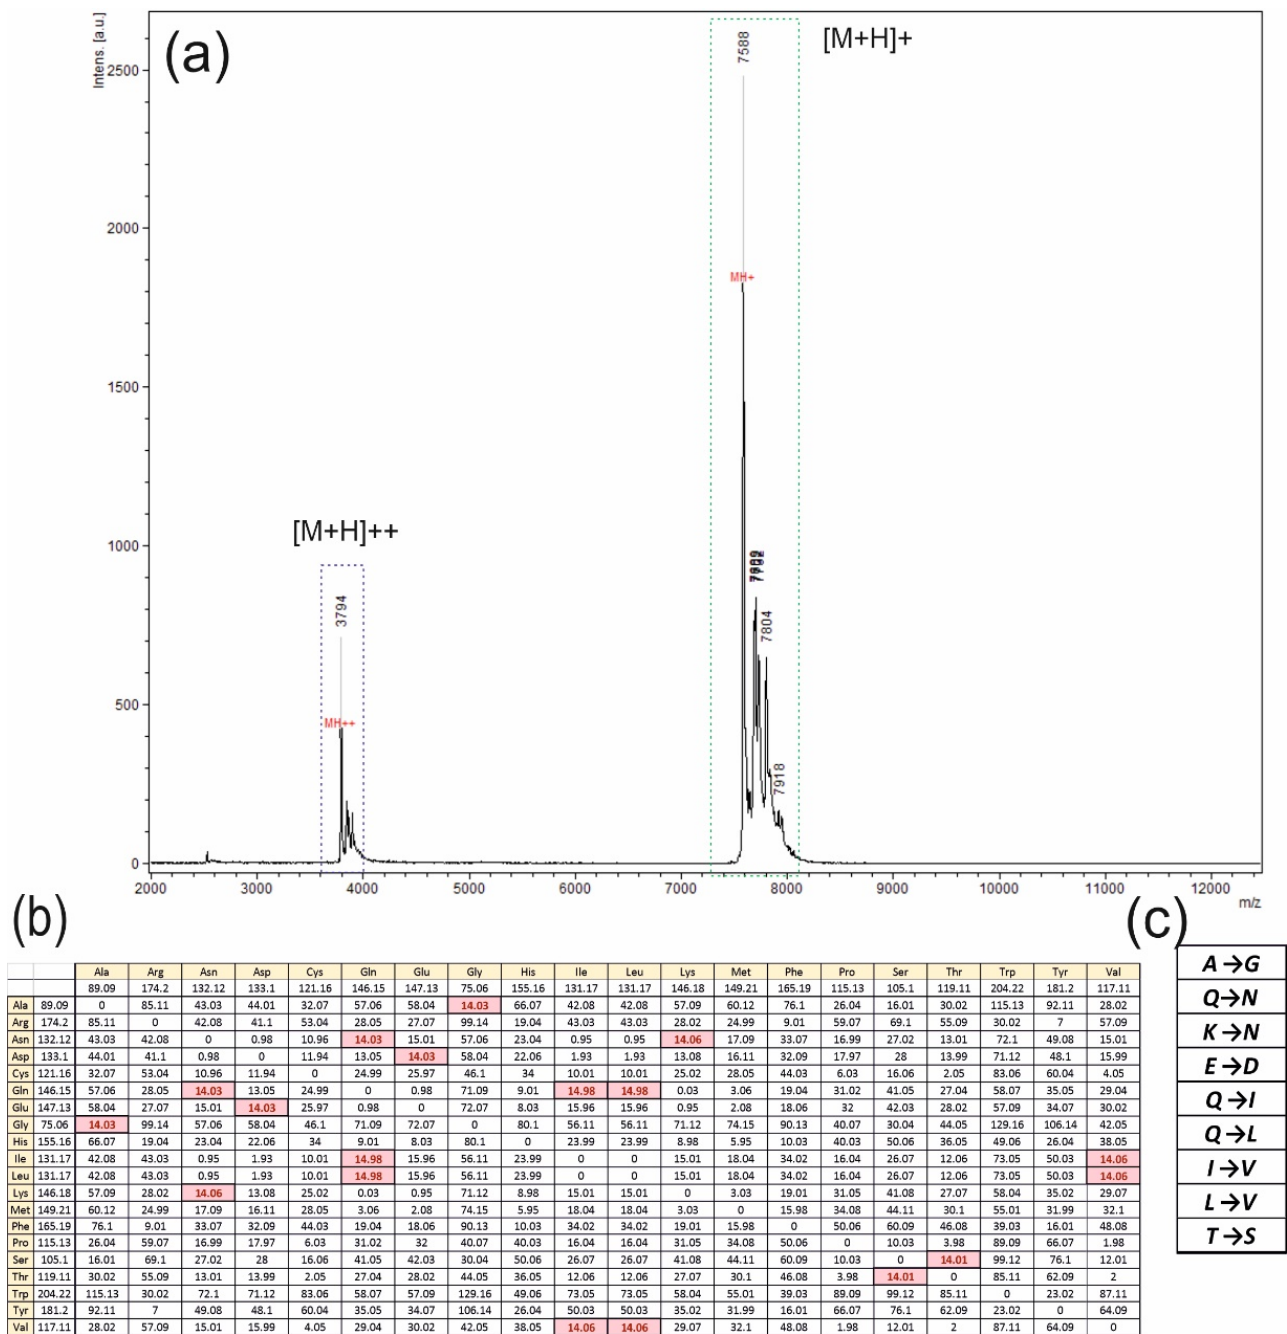 (a)
Intens. [a.u.]
7588
[M+H]+
2500
2000
MH+
1500
[M+H]++
1000
7804
3794
500
MH++
7918
0
2000 3000 4000 5000 6000 7000 8000 9000 10000 11000 12000
m/z
(b)
(c)
Ala Arg Asn Asp Cys Gln Glu Gly His Ile Leu Lys Met Phe Pro Ser Thr Trp Tyr Val
89.09 174.2 132.12 133.1 121.16 146.15 147.13 75.06 155.16 131.17 131.17 146.18 149.21 165.19 115.13 105.1 119.11 204.22 181.2 117.11
Ala 89.09 0 85.11 43.03 44.01 32.07 57.06 58.04 14.03 66.07 42.08 42.08 57.09 60.12 76.1 26.04 16.01 30.02 115.13 92.11 28.02
Arg 174.2 85.11 0 42.08 41.1 53.04 28.05 27.07 99.14 19.04 43.03 43.03 28.02 24.99 9.01 59.07 69.1 55.09 30.02 7 57.09
Asn 132.12 43.03 42.08 0 0.98 10.96 14.03 15.01 57.06 23.04 0.95 0.95 14.06 17.09 33.07 16.99 27.02 13.01 72.1 49.08 15.01
Asp 133.1 44.01 41.1 0.98 0 11.94 13.05 14.03 58.04 22.06 1.93 1.93 13.08 16.11 32.09 17.97 28 13.99 71.12 48.1 15.99
Cys 121.16 32.07 53.04 10.96 11.94 0 24.99 25.97 46.1 34 10.01 10.01 25.02 28.05 44.03 6.03 16.06 2.05 83.06 60.04 4.05
Gln 146.15 57.06 28.05 14.03 13.05 24.99 0 0.98 71.09 9.01 14.98 14.98 0.03 3.06 19.04 31.02 41.05 27.04 58.07 35.05 29.04
Glu 147.13 58.04 27.07 15.01 14.03 25.97 0.98 0 72.07 8.03 15.96 15.96 0.95 2.08 18.06 32 42.03 28.02 57.09 34.07 30.02
Gly 75.06 14.03 99.14 57.06 58.04 46.1 71.09 72.07 0 80.1 56.11 56.11 71.12 74.15 90.13 40.07 30.04 44.05 129.16 106.14 42.05
His 155.16 66.07 19.04 23.04 22.06 34 9.01 8.03 80.1 0 23.99 23.99 8.98 5.95 10.03 40.03 50.06 36.05 49.06 26.04 38.05
Ile 131.17 42.08 43.03 0.95 1.93 10.01 14.98 15.96 56.11 23.99 0 0 15.01 18.04 34.02 16.04 26.07 12.06 73.05 50.03 14.06
Leu 131.17 42.08 43.03 0.95 1.93 10.01 14.98 15.96 56.11 23.99 0 0 15.01 18.04 34.02 16.04 26.07 12.06 73.05 50.03 14.06
Lys 146.18 57.09 28.02 14.06 13.08 25.02 0.03 0.95 71.12 8.98 15.01 15.01 0 3.03 19.01 31.05 41.08 27.07 58.04 35.02 29.07
Met 149.21 60.12 24.99 17.09 16.11 28.05 3.06 2.08 74.15 5.95 18.04 18.04 3.03 0 15.98 34.08 44.11 30.1 55.01 31.99 32.1
Phe 165.19 76.1 9.01 33.07 32.09 44.03 19.04 18.06 90.13 10.03 34.02 34.02 19.01 15.98 0 50.06 60.09 46.08 39.03 16.01 48.08
Pro 115.13 26.04 59.07 16.99 17.97 6.03 31.02 32 40.07 40.03 16.04 16.04 31.05 34.08 50.06 0 10.03 3.98 89.09 66.07 1.98
Ser 105.1 16.01 69.1 27.02 28 16.06 41.05 42.03 30.04 50.06 26.07 26.07 41.08 44.11 60.09 10.03 0 14.01 99.12 76.1 12.01
Thr 119.11 30.02 55.09 13.01 13.99 2.05 27.04 28.02 44.05 36.05 12.06 12.06 27.07 30.1 46.08 3.98 14.01 0 85.11 62.09 2
Trp 204.22 115.13 30.02 72.1 71.12 83.06 58.07 57.09 129.16 49.06 73.05 73.05 58.04 55.01 39.03 89.09 99.12 85.11 0 23.02 87.11
Tyr 181.2 92.11 7 49.08 48.1 60.04 35.05 34.07 106.14 26.04 50.03 50.03 35.02 31.99 16.01 66.07 76.1 62.09 23.02 0 64.09
Val 117.11 28.02 57.09 15.01 15.99 4.05 29.04 30.02 42.05 38.05 14.06 14.06 29.07 32.1 48.08 1.98 12.01 2 87.11 64.09 0
A→G
Q→N
K→N
E→D
Q→I
Q→L
I→V
L→V
T→S